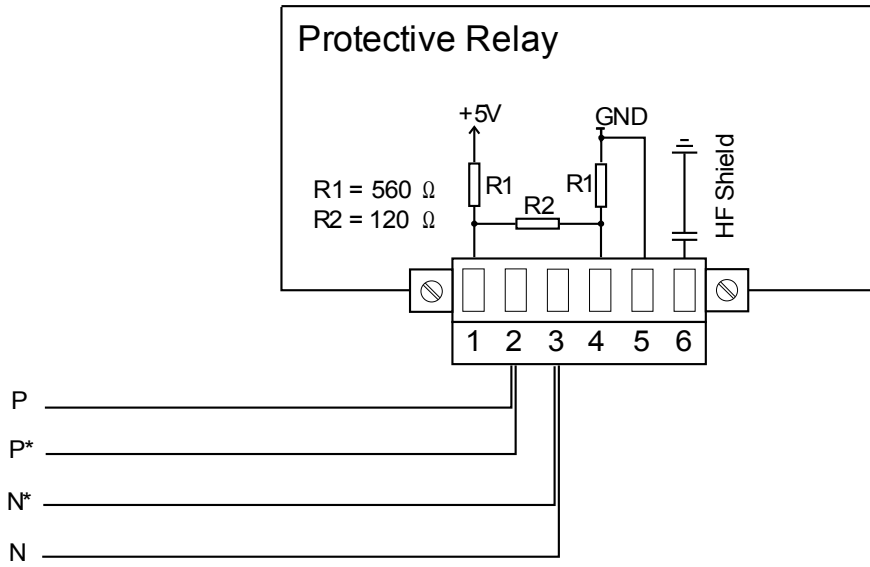 Protective Relay
+5V
GND
R1 = 560 Ω
R2 = 120 Ω
R1
R2
R1
HF Shield
1 2 3 4 5 6
P
P*
N*
N